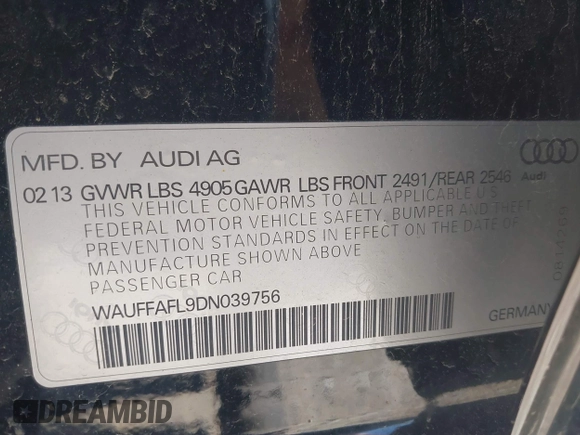 MFD. BY AUDI AG
02 13 GVWR LBS 4905 GAWR LBS FRONT 2491/REAR 2546
Audi
THIS VEHICLE CONFORMS TO ALL APPLICABLE U.S.
FEDERAL MOTOR VEHICLE SAFETY, BUMPER AND THEFT
PREVENTION STANDARDS IN EFFECT ON THE DATE OF
MANUFACTURE SHOWN ABOVE
PASSENGER CAR
WAUFFAFL9DN039756
GERMANY
DREAMBID